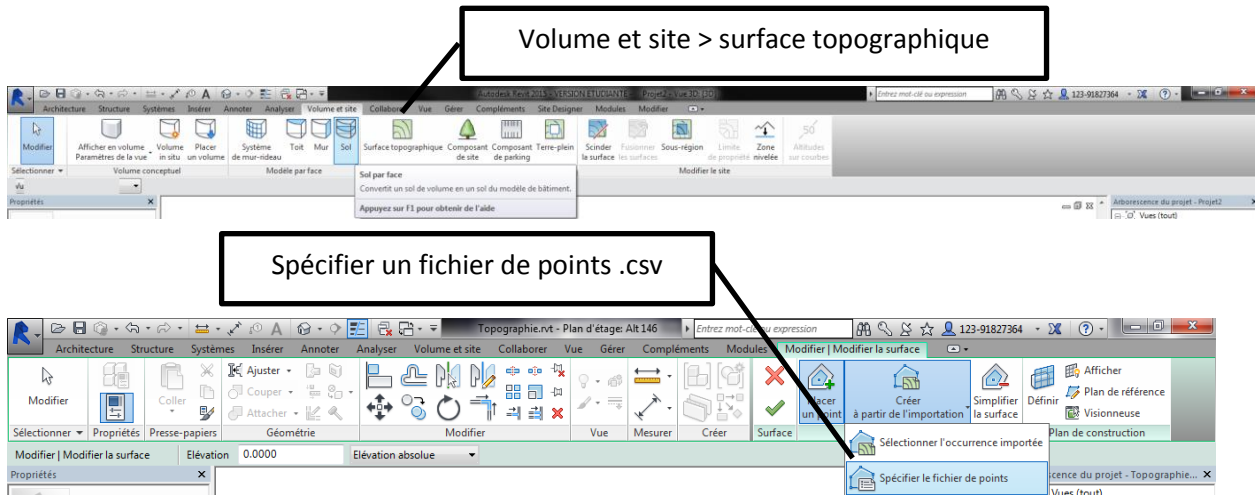 Volume et site > surface topographique
Autodesk Revit 2015 - VERSION ETUDIANTE - Projet2 - Vue 3D: {3D}
Entrez mot-clé ou expression
123-91827364
Architecture Structure Systèmes Insérer Annoter Analyser Volume et site Collaborer Vue Gérer Compléments Site Designer Modules Modifier
Modifier
Afficher en volume
Paramètres de la vue
Volume
in situ
Placer
un volume
Système
de mur-rideau
Toit Mur Sol
Surface topographique
Composant
de site
Composant
de parking
Terre-plein
Scinder
la surface
Fusionner
les surfaces
Sous-région
Limite
de propriété
Zone
nivelée
Altitudes
sur courbes
Sélectionner Volume conceptuel Modèle par face Modifier le site
Sol par face
Convertit un sol de volume en un sol du modèle de bâtiment.
Appuyez sur F1 pour obtenir de l'aide
Propriétés
Arborescence du projet - Projet2
Vues (tout)
Spécifier un fichier de points .csv
Topographie.rvt - Plan d'étage: Alt 146
Entrez mot-clé ou expression
123-91827364
Architecture Structure Systèmes Insérer Annoter Analyser Volume et site Collaborer Vue Gérer Compléments Modules Modifier | Modifier la surface
Modifier
Coller
Ajuster
Couper
Attacher
Placer
un point
Créer
à partir de l'importation
Simplifier
la surface
Définir
Afficher
Plan de référence
Visionneuse
Sélectionner Propriétés Presse-papiers Géométrie Modifier Vue Mesurer Créer Surface Plan de construction
Sélectionner l'occurrence importée
Spécifier le fichier de points
Modifier | Modifier la surface Elévation 0.0000 Elévation absolue
Propriétés
scence du projet - Topographie...
Vues (tout)